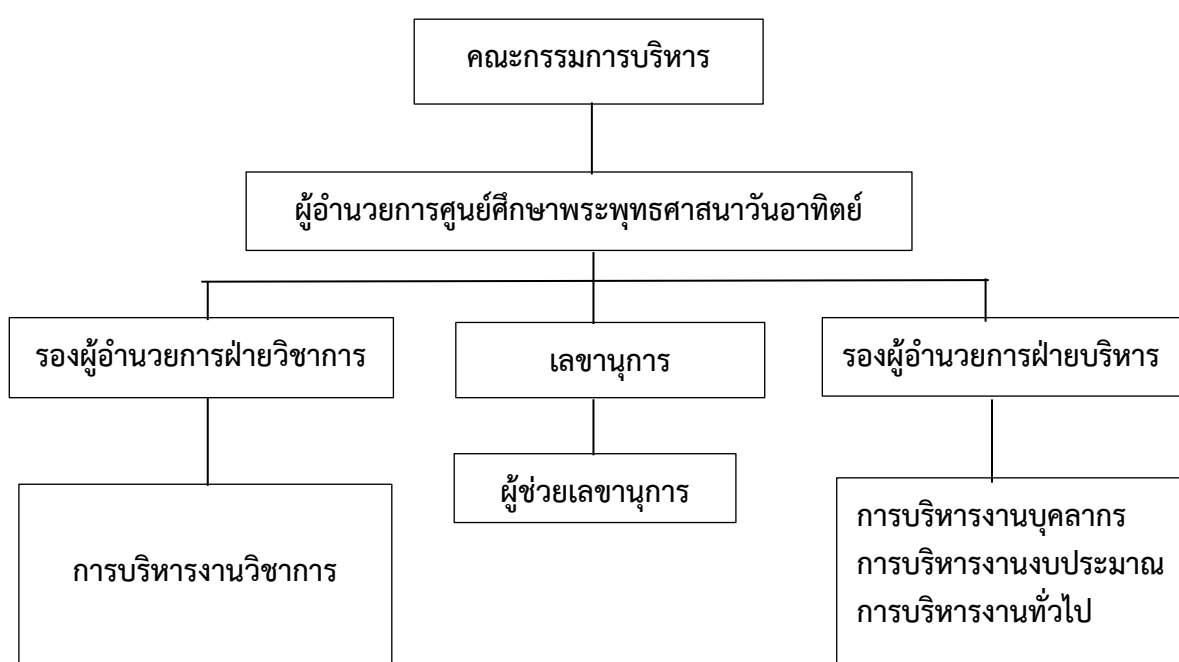 คณะกรรมการบริหาร
ผู้อำนวยการศูนย์ศึกษาพระพุทธศาสนาวันอาทิตย์
รองผู้อำนวยการฝ่ายวิชาการ
เลขานุการ
รองผู้อำนวยการฝ่ายบริหาร
ผู้ช่วยเลขานุการ
การบริหารงานวิชาการ
การบริหารงานบุคลากร
การบริหารงานงบประมาณ
การบริหารงานทั่วไป